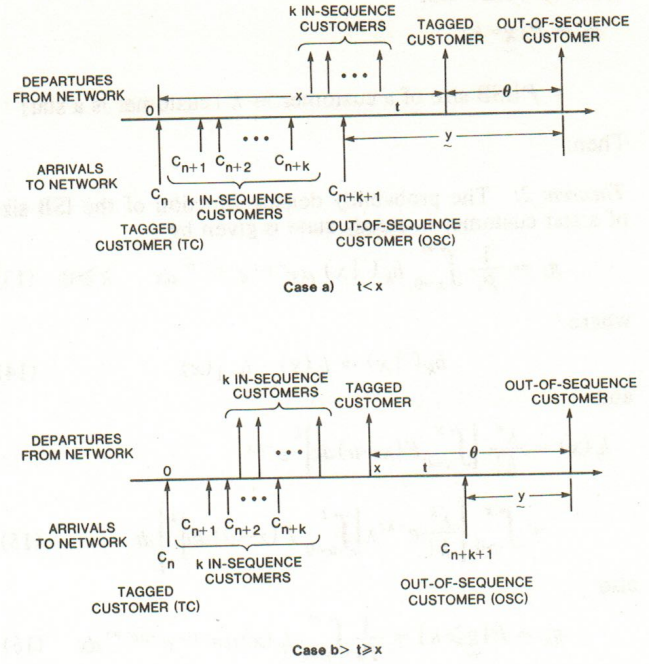 k IN-SEQUENCE
CUSTOMERS
TAGGED
CUSTOMER
OUT-OF-SEQUENCE
CUSTOMER
DEPARTURES
FROM NETWORK
0
x
t
θ
y
ARRIVALS
TO NETWORK
Cn+1
Cn+2
Cn+k
Cn
k IN-SEQUENCE
CUSTOMERS
Cn+k+1
TAGGED
CUSTOMER (TC)
OUT-OF-SEQUENCE
CUSTOMER (OSC)
Case a) t<x
k IN-SEQUENCE
CUSTOMERS
TAGGED
CUSTOMER
OUT-OF-SEQUENCE
CUSTOMER
DEPARTURES
FROM NETWORK
0
x
t
θ
y
ARRIVALS
TO NETWORK
Cn+1
Cn+2
Cn+k
Cn
k IN-SEQUENCE
CUSTOMERS
Cn+k+1
TAGGED
CUSTOMER (TC)
OUT-OF-SEQUENCE
CUSTOMER (OSC)
Case b> t⩾x